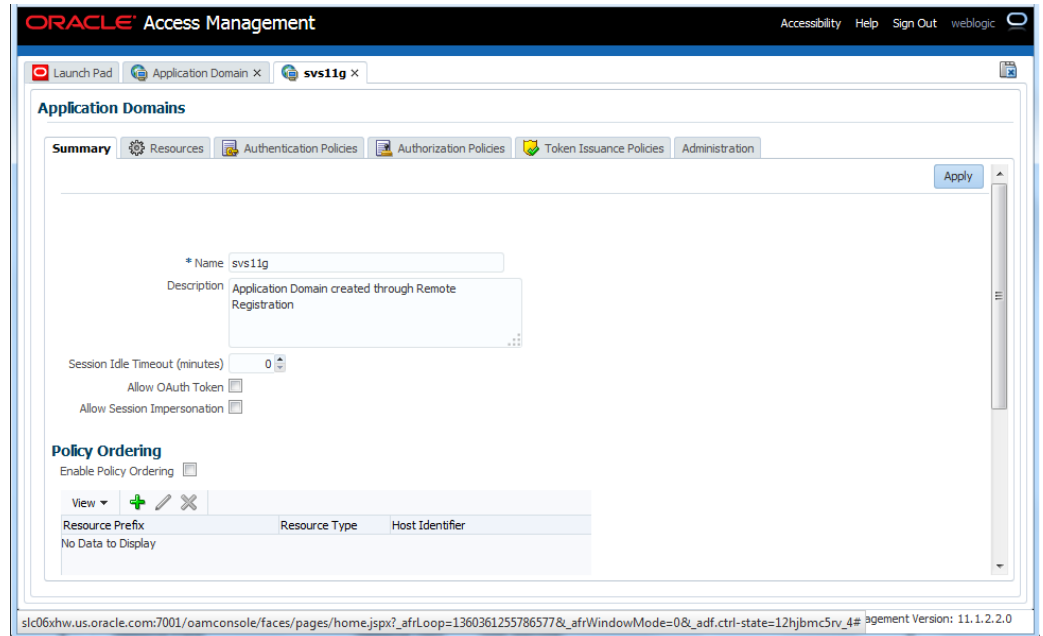 ORACLE Access Management Accessibility Help Sign Out weblogic
Launch Pad Application Domain svs11g
Application Domains
Summary Resources Authentication Policies Authorization Policies Token Issuance Policies Administration
Apply
* Name svs11g
Description Application Domain created through Remote
Registration
Session Idle Timeout (minutes) 0
Allow OAuth Token
Allow Session Impersonation
Policy Ordering
Enable Policy Ordering
View
Resource Prefix Resource Type Host Identifier
No Data to Display
slc06xhw.us.oracle.com:7001/oamconsole/faces/pages/home.jspx?_afrLoop=13603612557865778&_afrWindowMode=0&_adf.ctrl-state=12hjbmc5rv_4# agement Version: 11.1.2.2.0